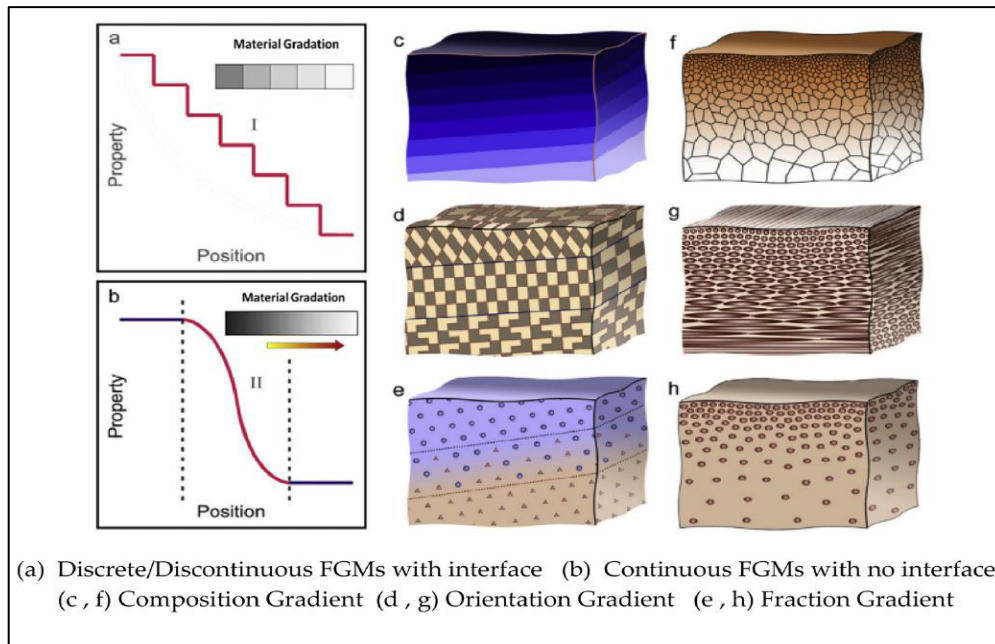 a
Material Gradation
I
Property
Position
b
Material Gradation
II
Property
Position
c
d
e
f
g
h
(a) Discrete/Discontinuous FGMs with interface (b) Continuous FGMs with no interface
(c , f) Composition Gradient (d , g) Orientation Gradient (e , h) Fraction Gradient